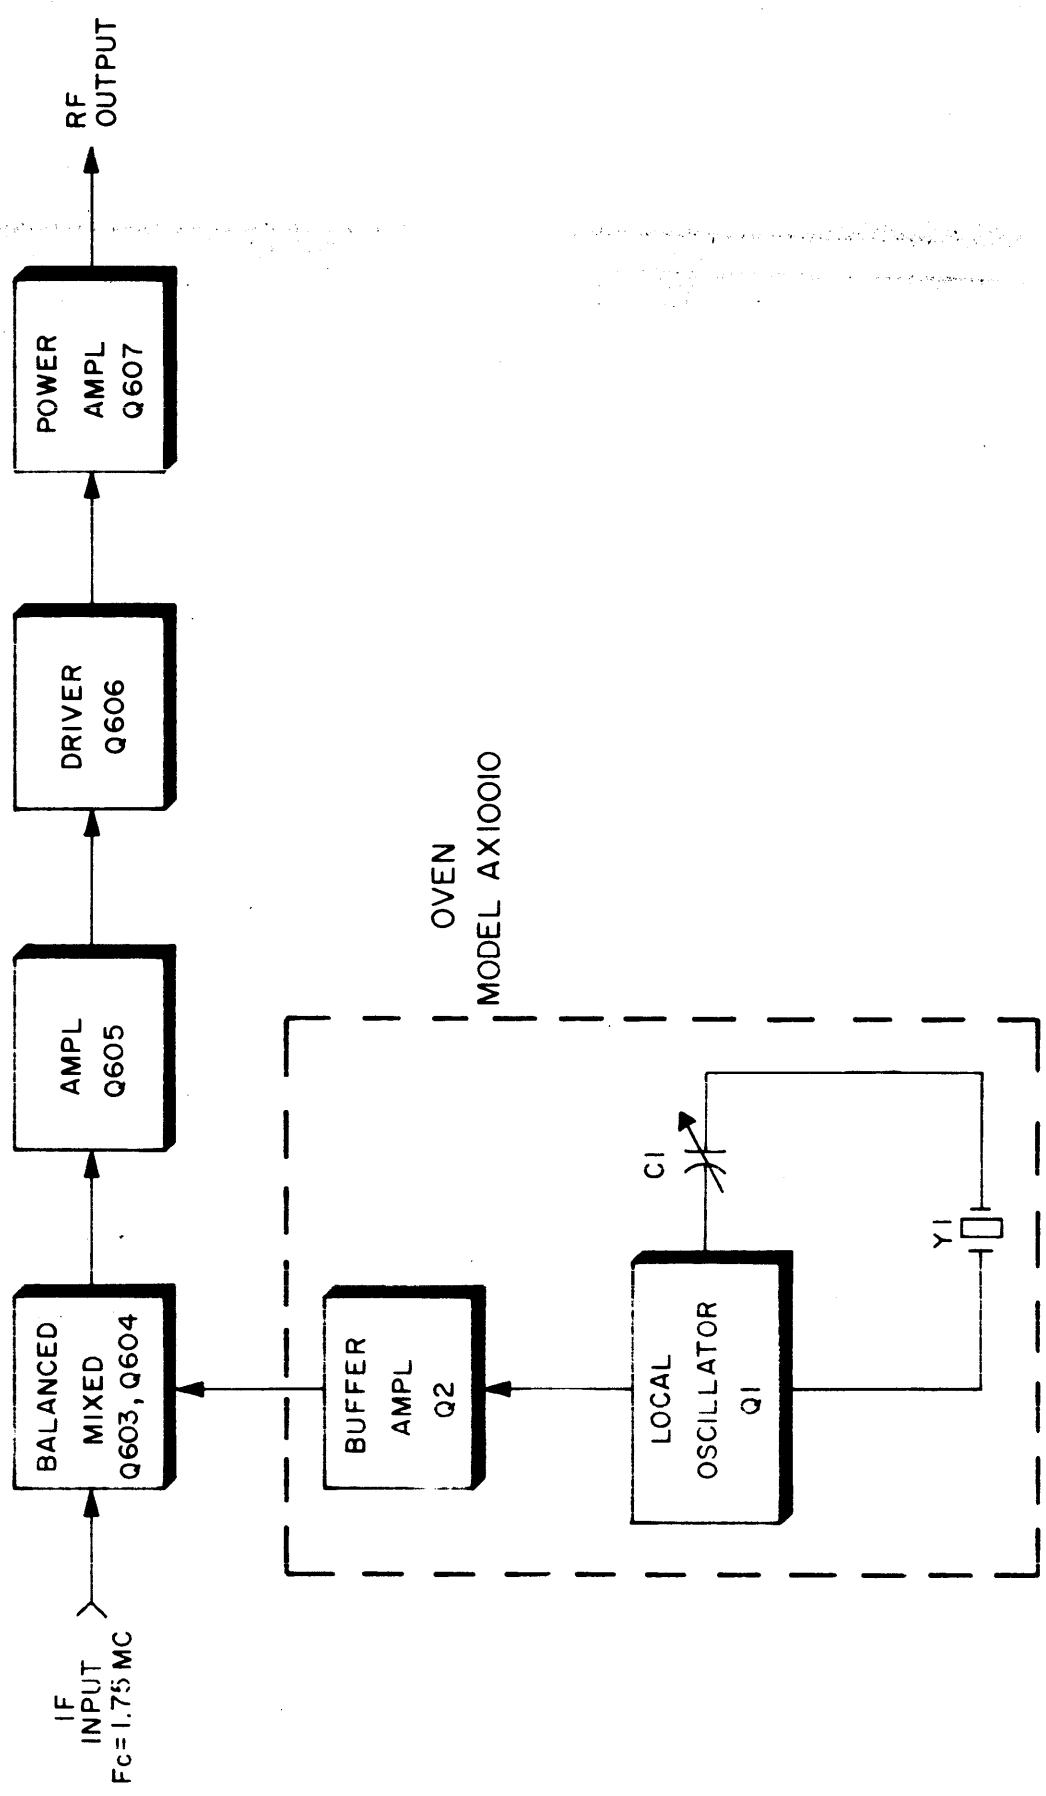 IF
INPUT
Fc=1.75 MC
BALANCED
MIXED
Q603, Q604
AMPL
Q605
DRIVER
Q606
POWER
AMPL
Q607
RF
OUTPUT
BUFFER
AMPL
Q2
LOCAL
OSCILLATOR
Q1
C1
Y1
OVEN
MODEL AX10010